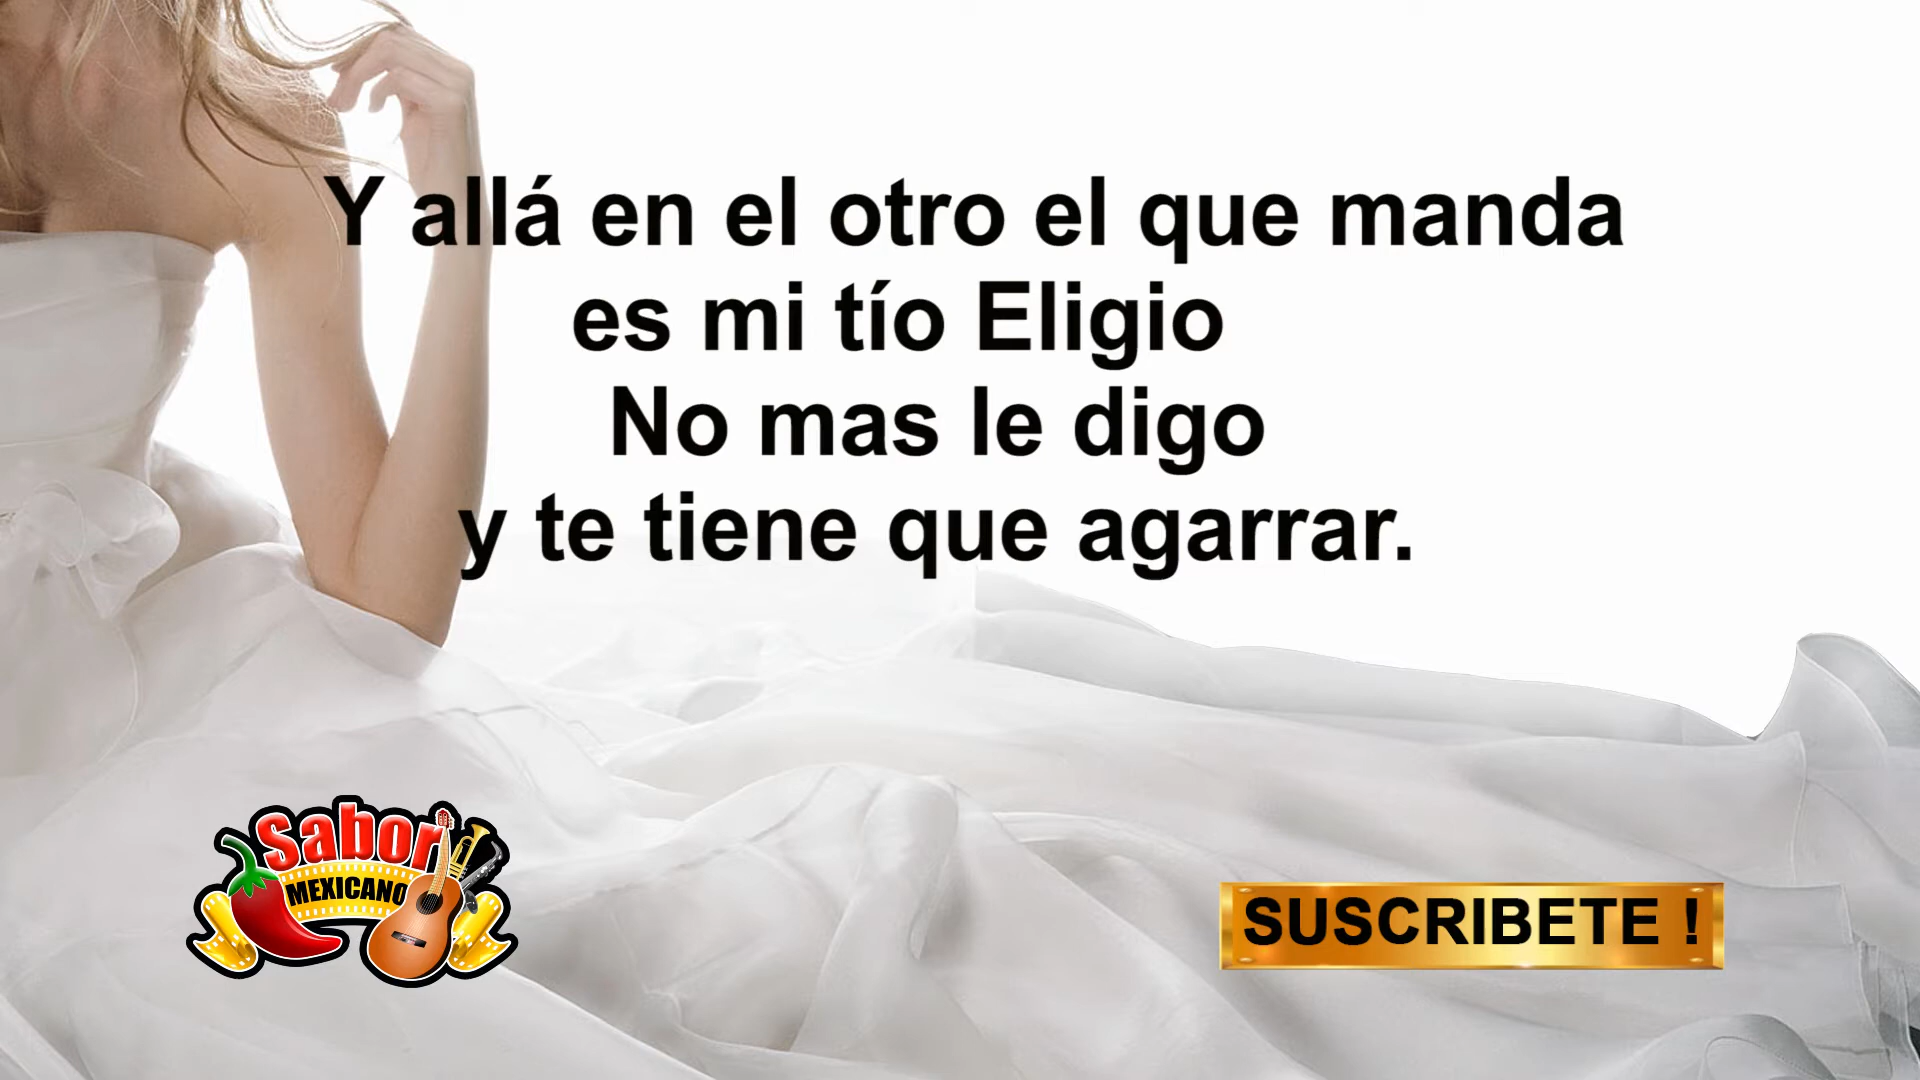 Y allá en el otro el que manda
es mi tío Eligio
No mas le digo
y te tiene que agarrar.
Sabor
MEXICANO
SUSCRIBETE !